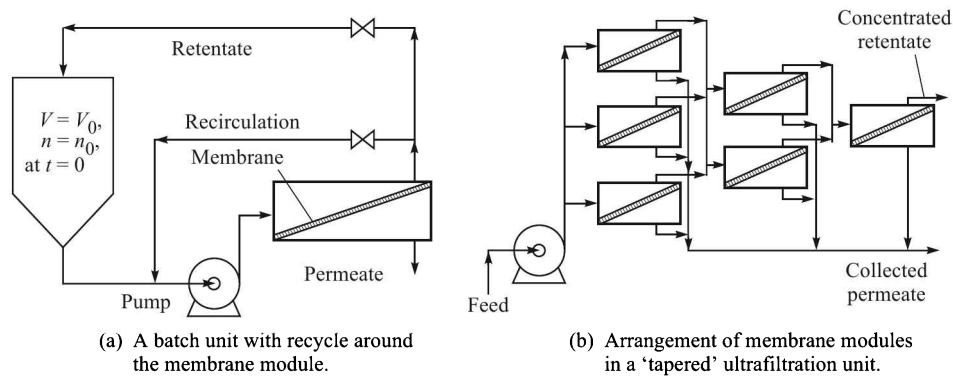 Retentate
V = V0,
n = n0,
at t = 0
Recirculation
Membrane
Permeate
Pump
(a) A batch unit with recycle around
the membrane module.
Concentrated
retentate
Feed
Collected
permeate
(b) Arrangement of membrane modules
in a ‘tapered’ ultrafiltration unit.